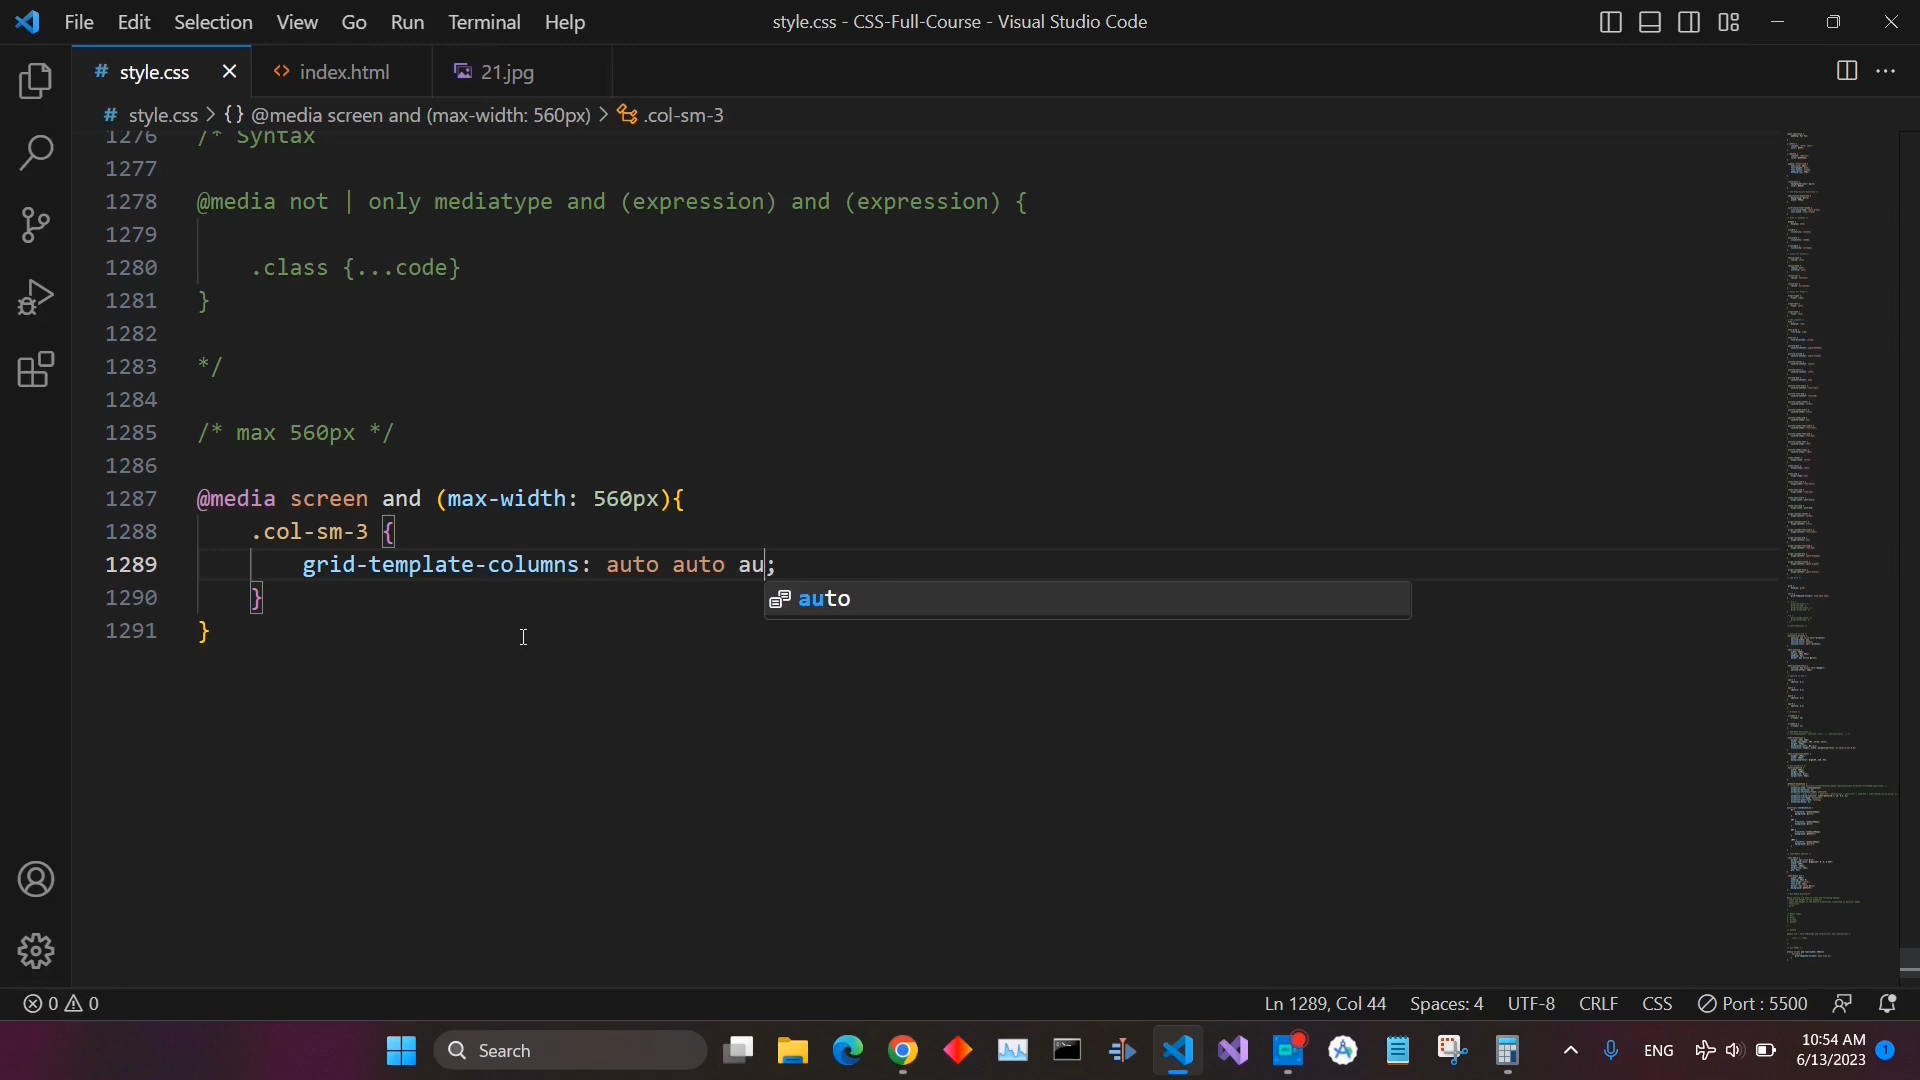 File Edit Selection View Go Run Terminal Help
style.css - CSS-Full-Course - Visual Studio Code
# style.css
<> index.html
21.jpg
# style.css > {} @media screen and (max-width: 560px) > .col-sm-3
1276 /* Syntax
1277
1278 @media not | only mediatype and (expression) and (expression) {
1279
1280 .class {...code}
1281 }
1282
1283 */
1284
1285 /* max 560px */
1286
1287 @media screen and (max-width: 560px){
1288 .col-sm-3 {
1289 grid-template-columns: auto auto au;
auto
1290 }
1291 }
0 0
Ln 1289, Col 44 Spaces: 4 UTF-8 CRLF CSS Port : 5500
Search
ENG
10:54 AM
6/13/2023
1
1